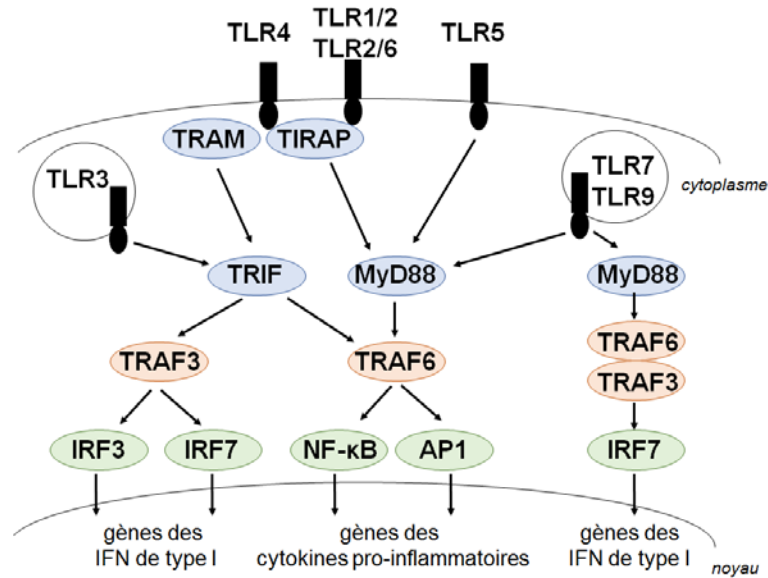 TLR4
TLR1/2
TLR2/6
TLR5
TRAM
TIRAP
TLR3
TLR7
TLR9
cytoplasme
TRIF
MyD88
MyD88
TRAF3
TRAF6
TRAF6
TRAF3
IRF3
IRF7
NF-κB
AP1
IRF7
gènes des
IFN de type I
gènes des
cytokines pro-inflammatoires
gènes des
IFN de type I
noyau